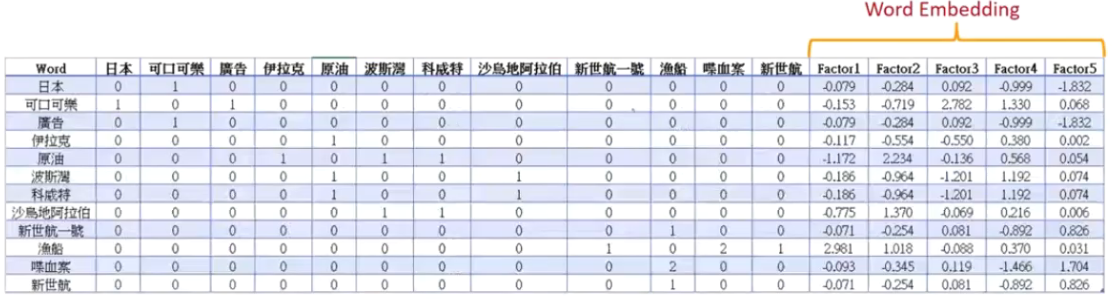 Word Embedding
Word 日本 可口可樂 廣告 伊拉克 原油 波斯灣 科威特 沙烏地阿拉伯 新世航一號 漁船 喋血案 新世航 Factor1 Factor2 Factor3 Factor4 Factor5
日本 0 1 0 0 0 0 0 0 0 0 0 0 -0.079 -0.284 0.092 -0.999 -1.832
可口可樂 1 0 1 0 0 0 0 0 0 0 0 0 -0.153 -0.719 2.782 1.330 0.068
廣告 0 1 0 0 0 0 0 0 0 0 0 0 -0.079 -0.284 0.092 -0.999 -1.832
伊拉克 0 0 0 0 1 0 0 0 0 0 0 0 -0.117 -0.554 -0.550 0.380 0.002
原油 0 0 0 1 0 1 1 0 0 0 0 0 -1.172 2.234 -0.136 0.568 0.054
波斯灣 0 0 0 0 1 0 0 1 0 0 0 0 -0.186 -0.964 -1.201 1.192 0.074
科威特 0 0 0 0 1 0 0 1 0 0 0 0 -0.186 -0.964 -1.201 1.192 0.074
沙烏地阿拉伯 0 0 0 0 0 1 1 0 0 0 0 0 -0.775 1.370 -0.069 0.216 0.006
新世航一號 0 0 0 0 0 0 0 0 0 1 0 0 -0.071 -0.254 0.081 -0.892 0.826
漁船 0 0 0 0 0 0 0 0 1 0 2 1 2.981 1.018 -0.088 0.370 0.031
喋血案 0 0 0 0 0 0 0 0 0 2 0 0 -0.093 -0.345 0.119 -1.466 1.704
新世航 0 0 0 0 0 0 0 0 0 1 0 0 -0.071 -0.254 0.081 -0.892 0.826